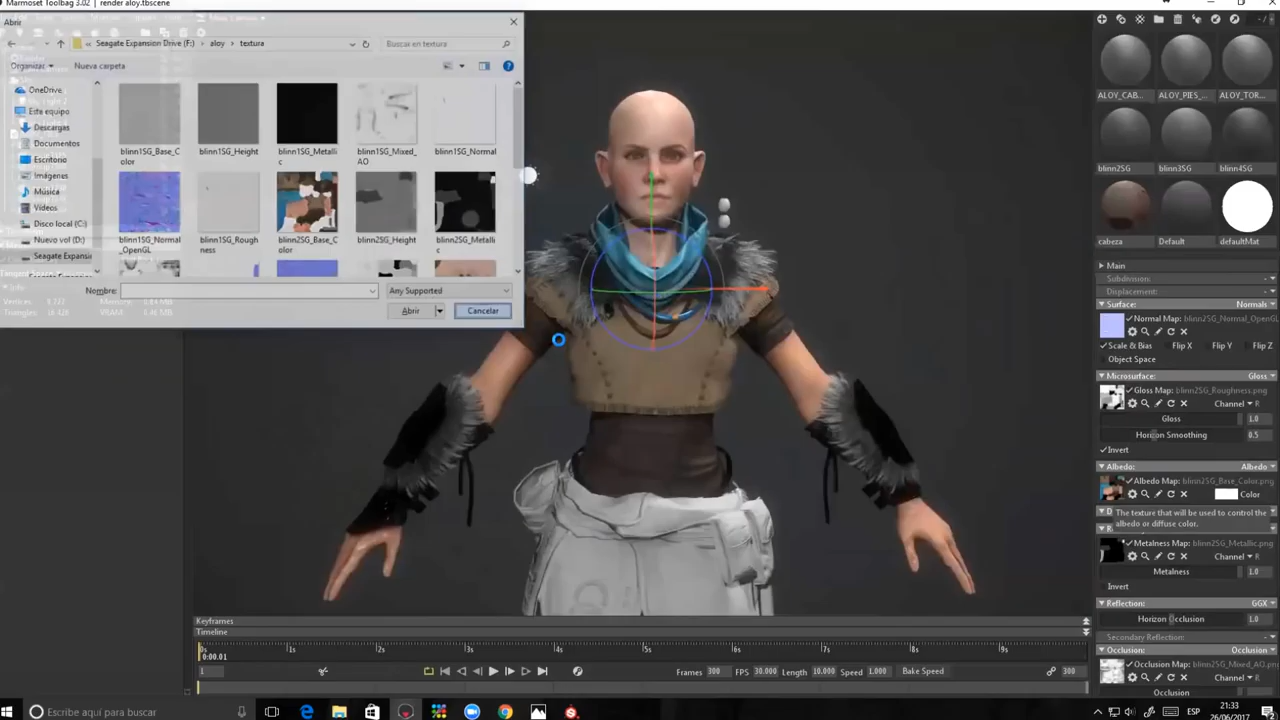 Marmoset Toolbag 3.02 | render aloy.tbscene
Abrir
Seagate Expansion Drive (F:) › aloy › textura
Buscar en textura
Organizar
Nueva carpeta
OneDrive
Este equipo
Descargas
Documentos
Escritorio
Imágenes
Música
Vídeos
Disco local (C:)
Nuevo vol (D:)
Seagate Expansi
blinn1SG_Base_Color
blinn1SG_Height
blinn1SG_Metallic
blinn1SG_Mixed_AO
blinn1SG_Normal
blinn1SG_Normal_OpenGL
blinn1SG_Roughness
blinn2SG_Base_Color
blinn2SG_Height
blinn2SG_Metallic
Nombre:
Any Supported
Abrir
Cancelar
ALOY_CAB_...
ALOY_PIES_...
ALOY_TOR...
blinn2SG
blinn3SG
blinn4SG
cabeza
Default
defaultMat
Main
Subdivision:
Displacement:
Surface: Normals
Normal Map: blinn2SG_Normal_OpenGL
Scale & Bias Flip X Flip Y Flip Z
Object Space
Microsurface: Gloss
Gloss Map: blinn2SG_Roughness.png
Channel R
Gloss 1.0
Horizon Smoothing 0.5
Invert
Albedo: Albedo
Albedo Map: blinn2SG_Base_Color.png
Color
The texture that will be used to control the
albedo or diffuse color.
Metalness Map: blinn2SG_Metallic.png
Channel R
Metalness 1.0
Invert
Reflection: GGX
Horizon Occlusion 1.0
Secondary Reflection:
Occlusion: Occlusion
Occlusion Map: blinn2SG_Mixed_AO.png
Channel R
Occlusion
Keyframes
Timeline
0s 1s 2s 3s 4s 5s 6s 7s 8s 9s
0:00.01
1
Frames 300 FPS 30.000 Length 10.000 Speed 1.000 Bake Speed 300
Escribe aquí para buscar
ESP
21:33
26/06/2017